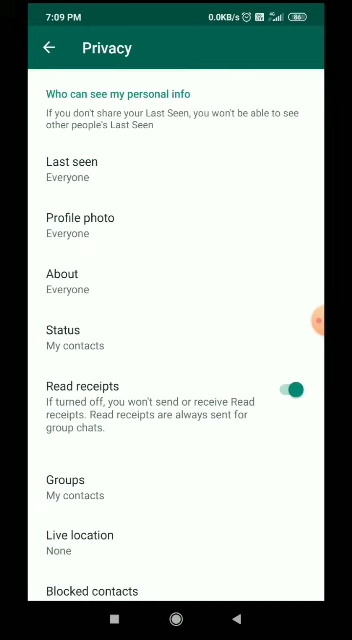 7:09 PM 0.0KB/s 86
Privacy
Who can see my personal info
If you don't share your Last Seen, you won't be able to see
other people's Last Seen
Last seen
Everyone
Profile photo
Everyone
About
Everyone
Status
My contacts
Read receipts
If turned off, you won't send or receive Read
receipts. Read receipts are always sent for
group chats.
Groups
My contacts
Live location
None
Blocked contacts